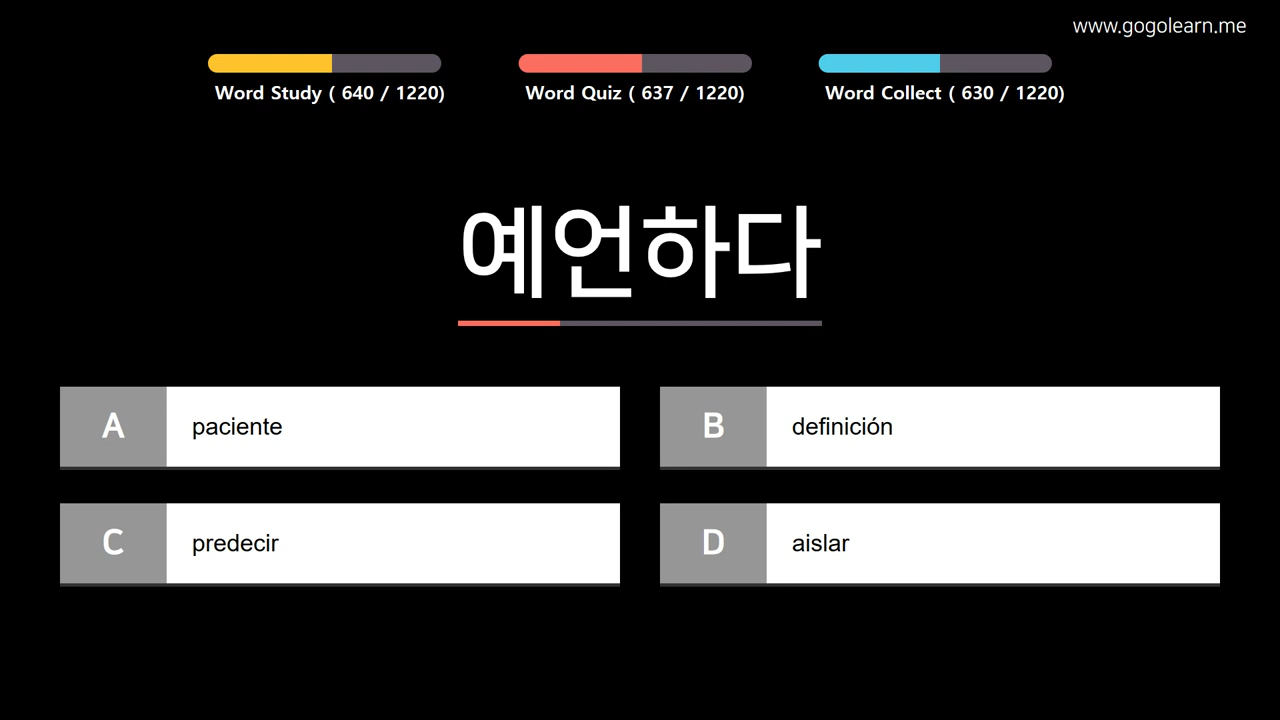 www.gogolearn.me
Word Study ( 640 / 1220)
Word Quiz ( 637 / 1220)
Word Collect ( 630 / 1220)
예언하다
A paciente
B definición
C predecir
D aislar